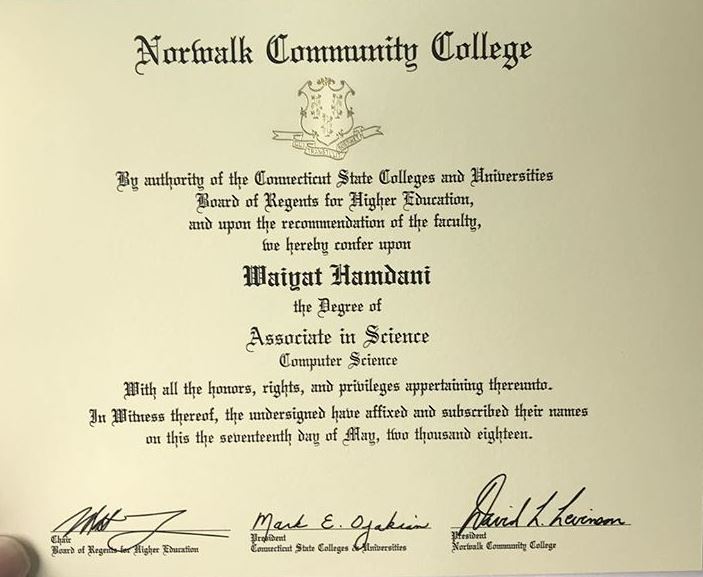 Norwalk Community College
By authority of the Connecticut State Colleges and Universities
Board of Regents for Higher Education,
and upon the recommendation of the faculty,
we hereby confer upon
Waiyat Hamdani
the Degree of
Associate in Science
Computer Science
With all the honors, rights, and privileges appertaining thereunto.
In Witness thereof, the undersigned have affixed and subscribed their names
on this the seventeenth day of May, two thousand eighteen.
Mark E. Ojakian
David L. Levinson
Chair
President
President
Board of Regents for Higher Education
Connecticut State Colleges & Universities
Norwalk Community College